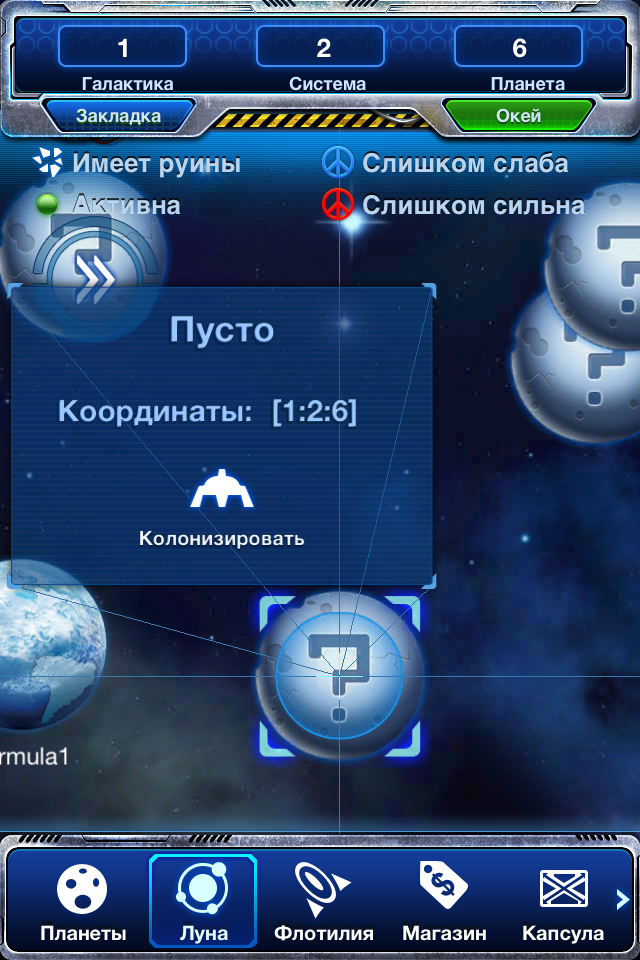 1 2 6
Галактика Система Планета
Закладка Окей
Имеет руины Слишком слаба
Активна Слишком сильна
Пусто
Координаты: [1:2:6]
Колонизировать
?
rmula1
Планеты Луна Флотилия Магазин Капсула